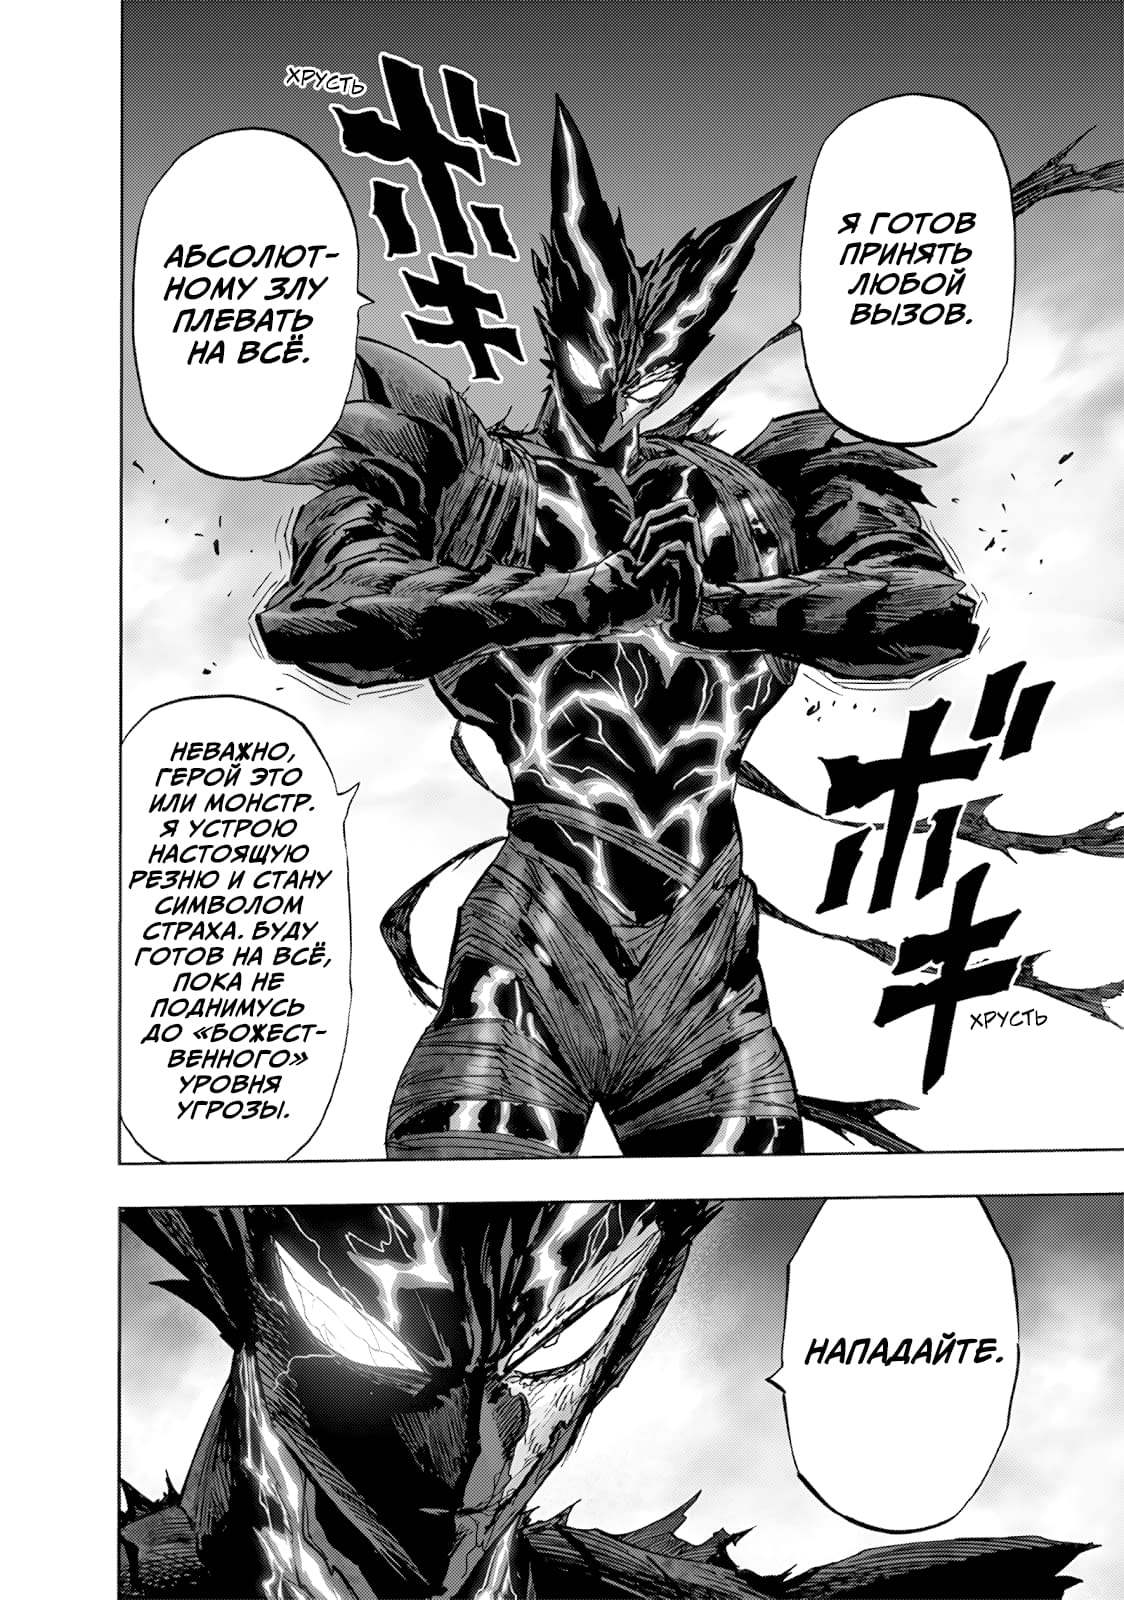 Я ГОТОВ
ПРИНЯТЬ
ЛЮБОЙ
ВЫЗОВ.
ХРУСТЬ
ボキ
АБСОЛЮТ-
НОМУ ЗЛУ
ПЛЕВАТЬ
НА ВСЁ.
ボキ
ХРУСТЬ
НЕВАЖНО,
ГЕРОЙ ЭТО
ИЛИ МОНСТР.
Я УСТРОЮ
НАСТОЯЩУЮ
РЕЗНЮ И СТАНУ
СИМВОЛОМ
СТРАХА. БУДУ
ГОТОВ НА ВСЁ,
ПОКА НЕ
ПОДНИМУСЬ
ДО «БОЖЕСТ-
ВЕННОГО»
УРОВНЯ
УГРОЗЫ.
НАПАДАЙТЕ.